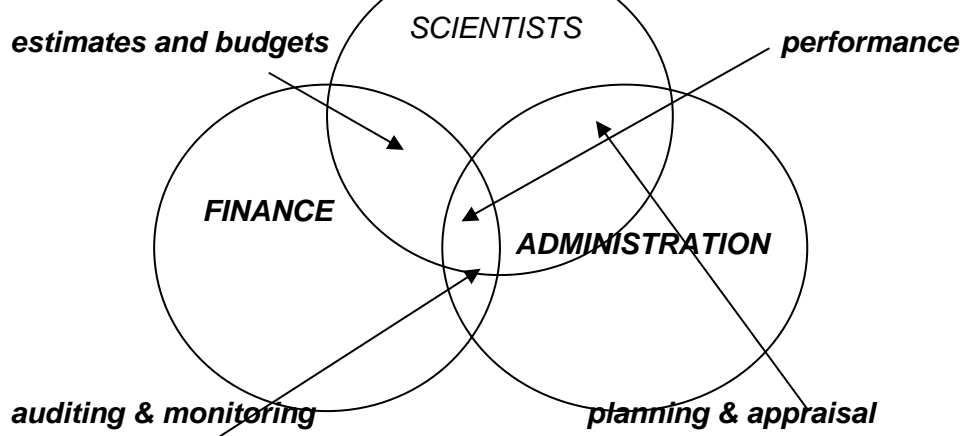 SCIENTISTS
estimates and budgets
performance
FINANCE
ADMINISTRATION
auditing & monitoring
planning & appraisal